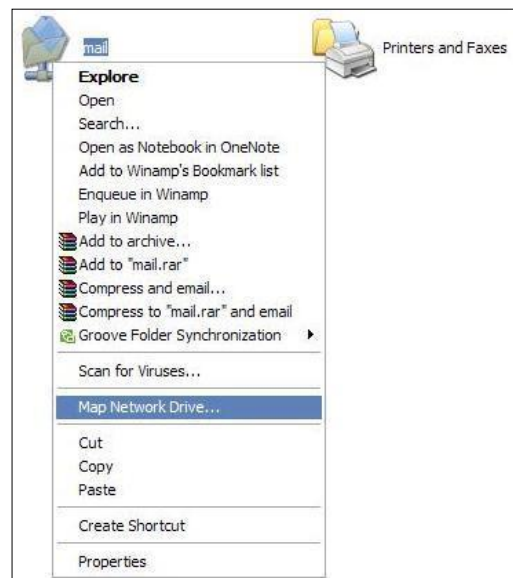 mail
Printers and Faxes
Explore
Open
Search...
Open as Notebook in OneNote
Add to Winamp's Bookmark list
Enqueue in Winamp
Play in Winamp
Add to archive...
Add to "mail.rar"
Compress and email...
Compress to "mail.rar" and email
Groove Folder Synchronization
Scan for Viruses...
Map Network Drive...
Cut
Copy
Paste
Create Shortcut
Properties